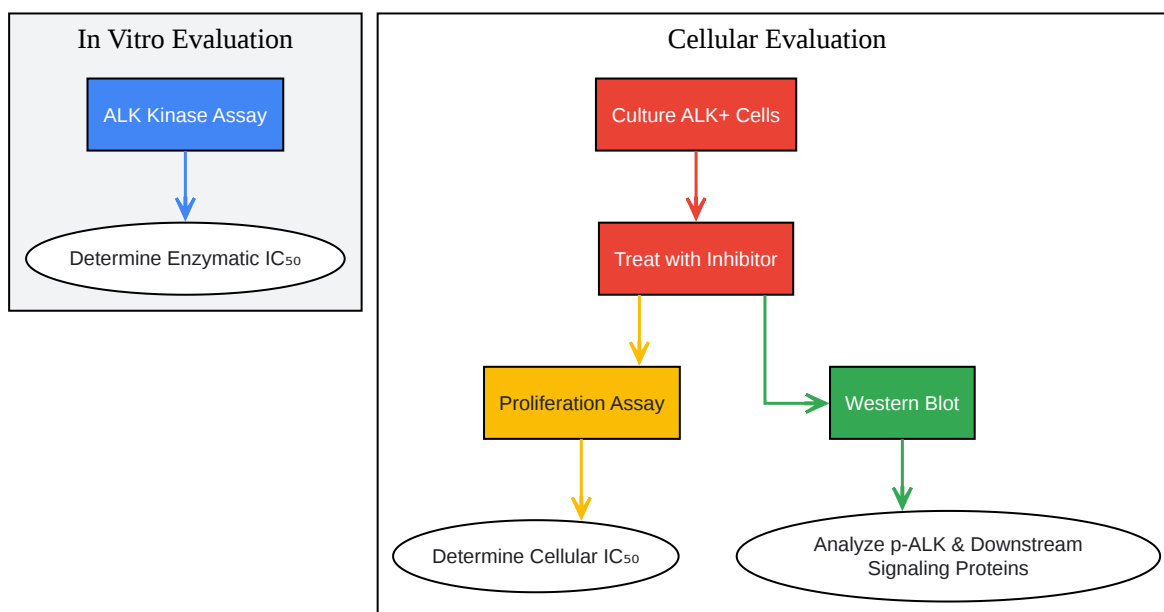 In Vitro Evaluation
ALK Kinase Assay
Determine Enzymatic IC₅₀
Cellular Evaluation
Culture ALK+ Cells
Treat with Inhibitor
Proliferation Assay
Western Blot
Determine Cellular IC₅₀
Analyze p-ALK & Downstream
Signaling Proteins